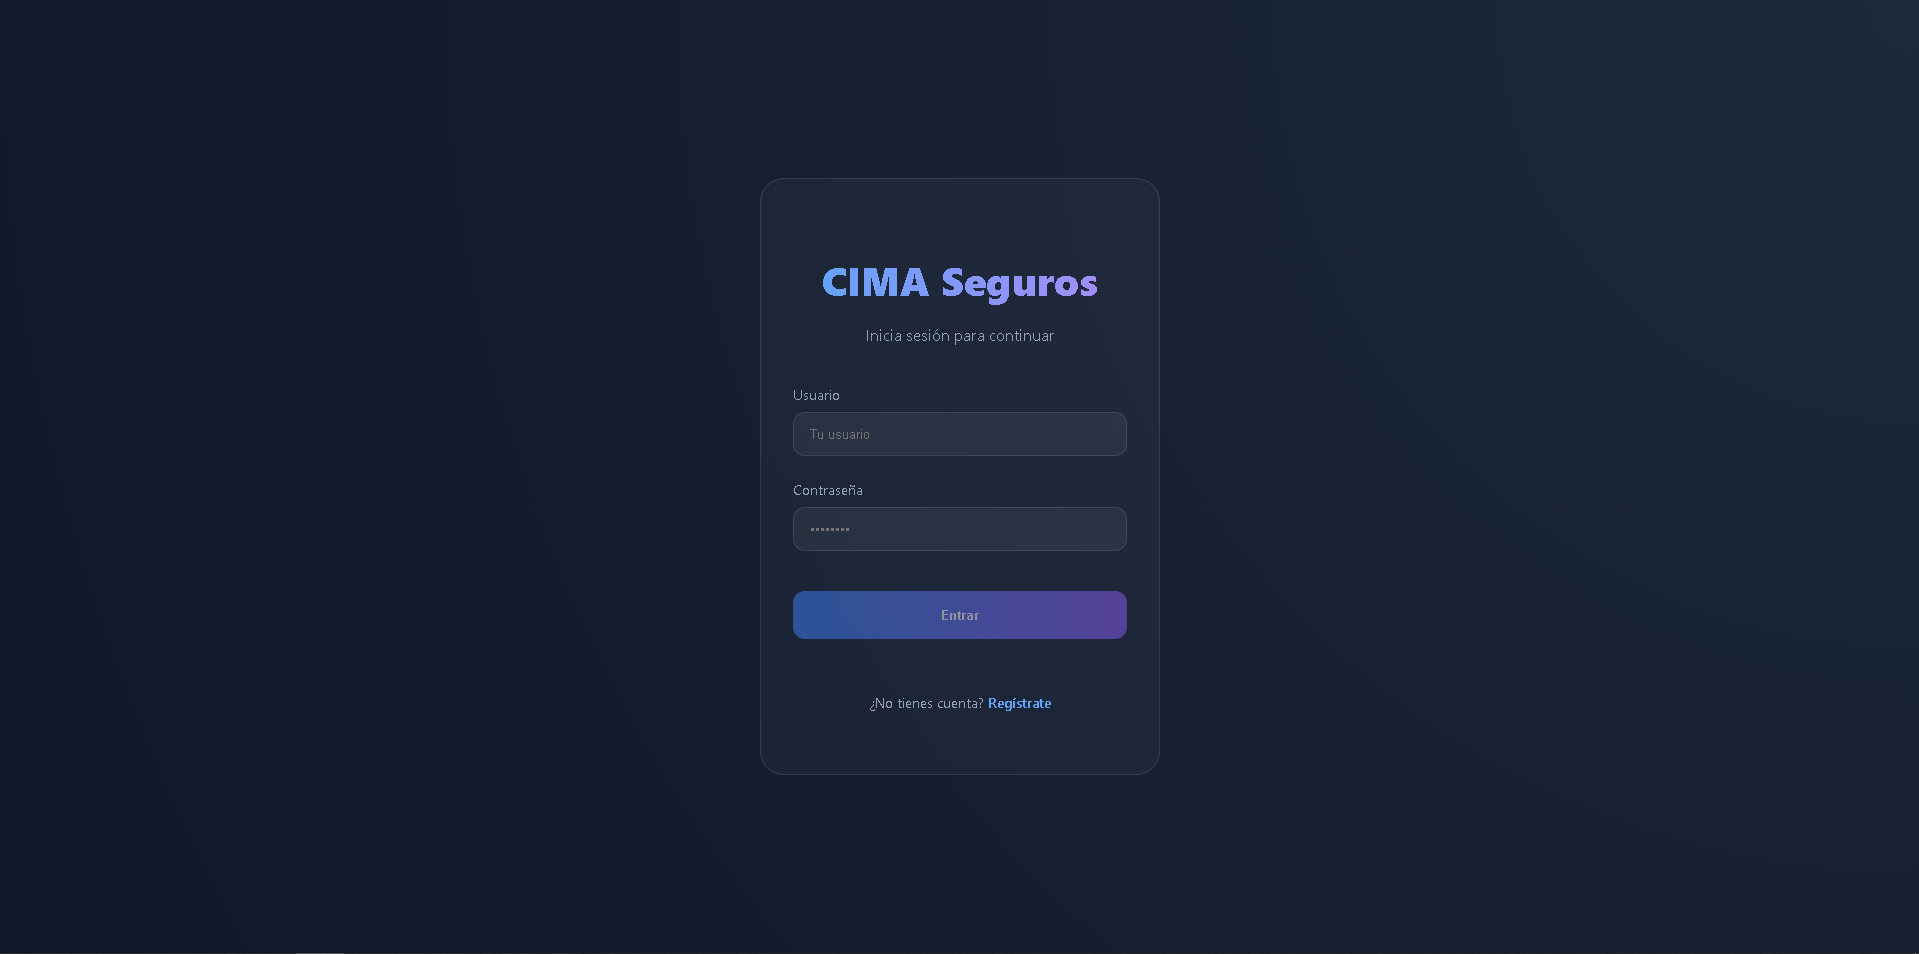 CIMA Seguros
Inicia sesión para continuar
Usuario
Tu usuario
Contraseña
••••••••
Entrar
¿No tienes cuenta? Regístrate